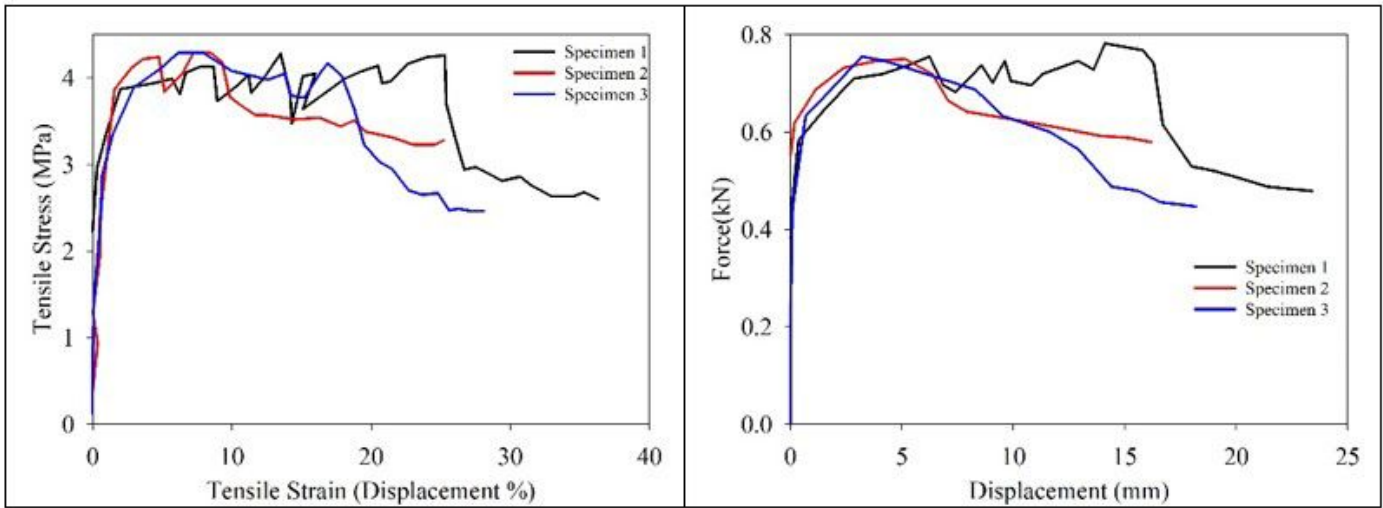 Tensile Stress (MPa)
4
3
2
1
0
0 10 20 30 40
Tensile Strain (Displacement %)
Specimen 1
Specimen 2
Specimen 3
Force(kN)
0.8
0.6
0.4
0.2
0.0
0 5 10 15 20 25
Displacement (mm)
Specimen 1
Specimen 2
Specimen 3